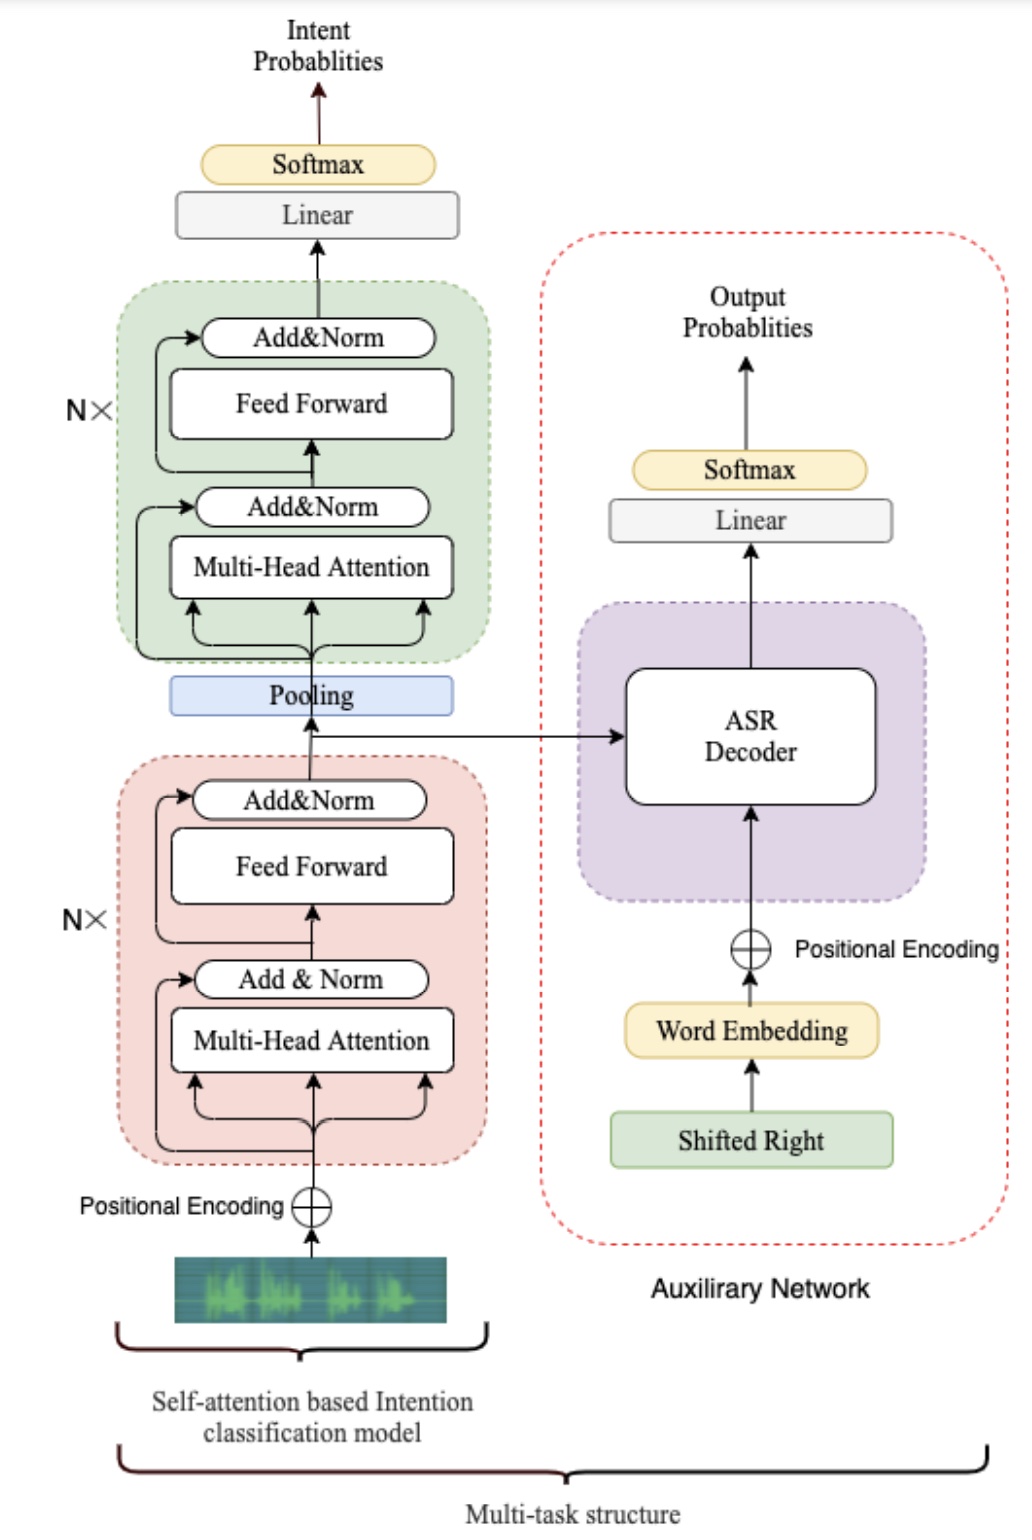 Intent
Probablities
Softmax
Linear
Add&Norm
Feed Forward
N×
Add&Norm
Multi-Head Attention
Pooling
Add&Norm
Feed Forward
N×
Add & Norm
Multi-Head Attention
Positional Encoding
Self-attention based Intention
classification model
Output
Probablities
Softmax
Linear
ASR
Decoder
Positional Encoding
Word Embedding
Shifted Right
Auxilirary Network
Multi-task structure